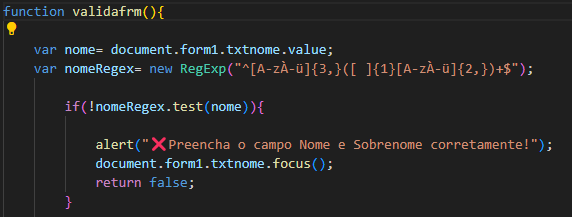 function validafrm(){
var nome= document.form1.txtnome.value;
var nomeRegex= new RegExp("^[A-zÀ-ü]{3,}([ ]{1}[A-zÀ-ü]{2,})+$");
if(!nomeRegex.test(nome)){
alert("❌Preencha o campo Nome e Sobrenome corretamente!");
document.form1.txtnome.focus();
return false;
}